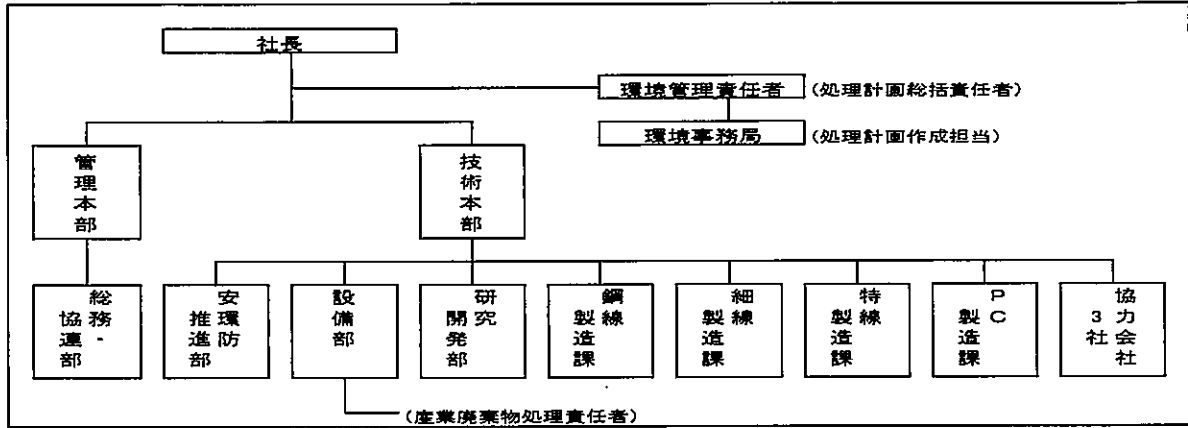 社長
環境管理責任者 (処理計画総括責任者)
環境事務局 (処理計画作成担当)
管理本部
技術本部
総務・協連部
安環防推進部
設備部
研究開発部
鋼線製造課
細線製造課
特線製造課
PC製造課
協力会社3社
(産業廃棄物処理責任者)